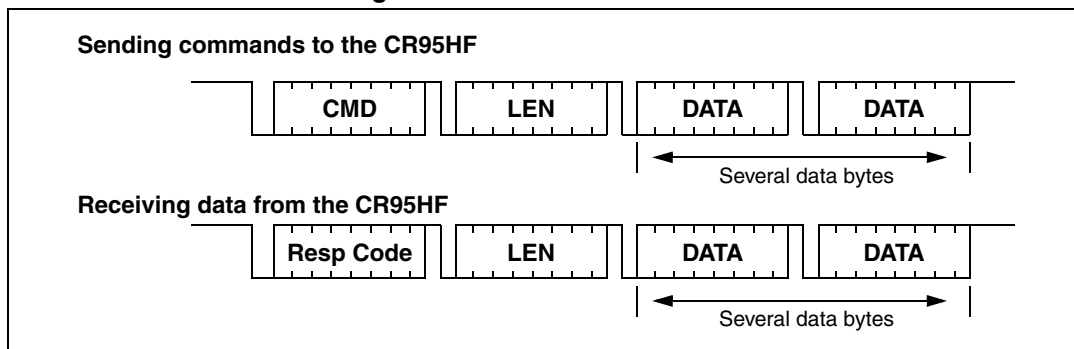 Sending commands to the CR95HF
CMD LEN DATA DATA
Several data bytes
Receiving data from the CR95HF
Resp Code LEN DATA DATA
Several data bytes